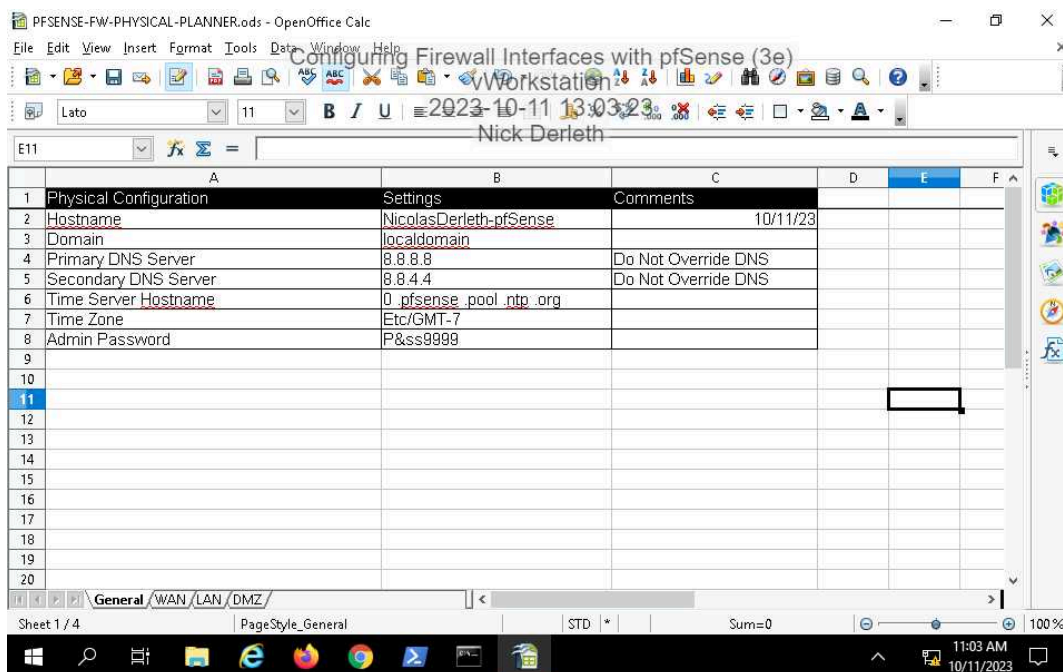 PFSENSE-FW-PHYSICAL-PLANNER.ods - OpenOffice Calc
File Edit View Insert Format Tools Data Window Help
Configuring Firewall Interfaces with pfSense (3e)
vWorkstation
2023-10-11 13:03:23
Nick Derleth
Lato 11 B I U
E11 =
A B C D E F
1 Physical Configuration Settings Comments
2 Hostname NicolasDerleth-pfSense 10/11/23
3 Domain localdomain
4 Primary DNS Server 8.8.8.8 Do Not Override DNS
5 Secondary DNS Server 8.8.4.4 Do Not Override DNS
6 Time Server Hostname 0 .pfsense .pool .ntp .org
7 Time Zone Etc/GMT-7
8 Admin Password P&ss9999
9
10
11
12
13
14
15
16
17
18
19
20
General WAN LAN DMZ
Sheet 1 / 4 PageStyle_General STD * Sum=0 100%
11:03 AM
10/11/2023